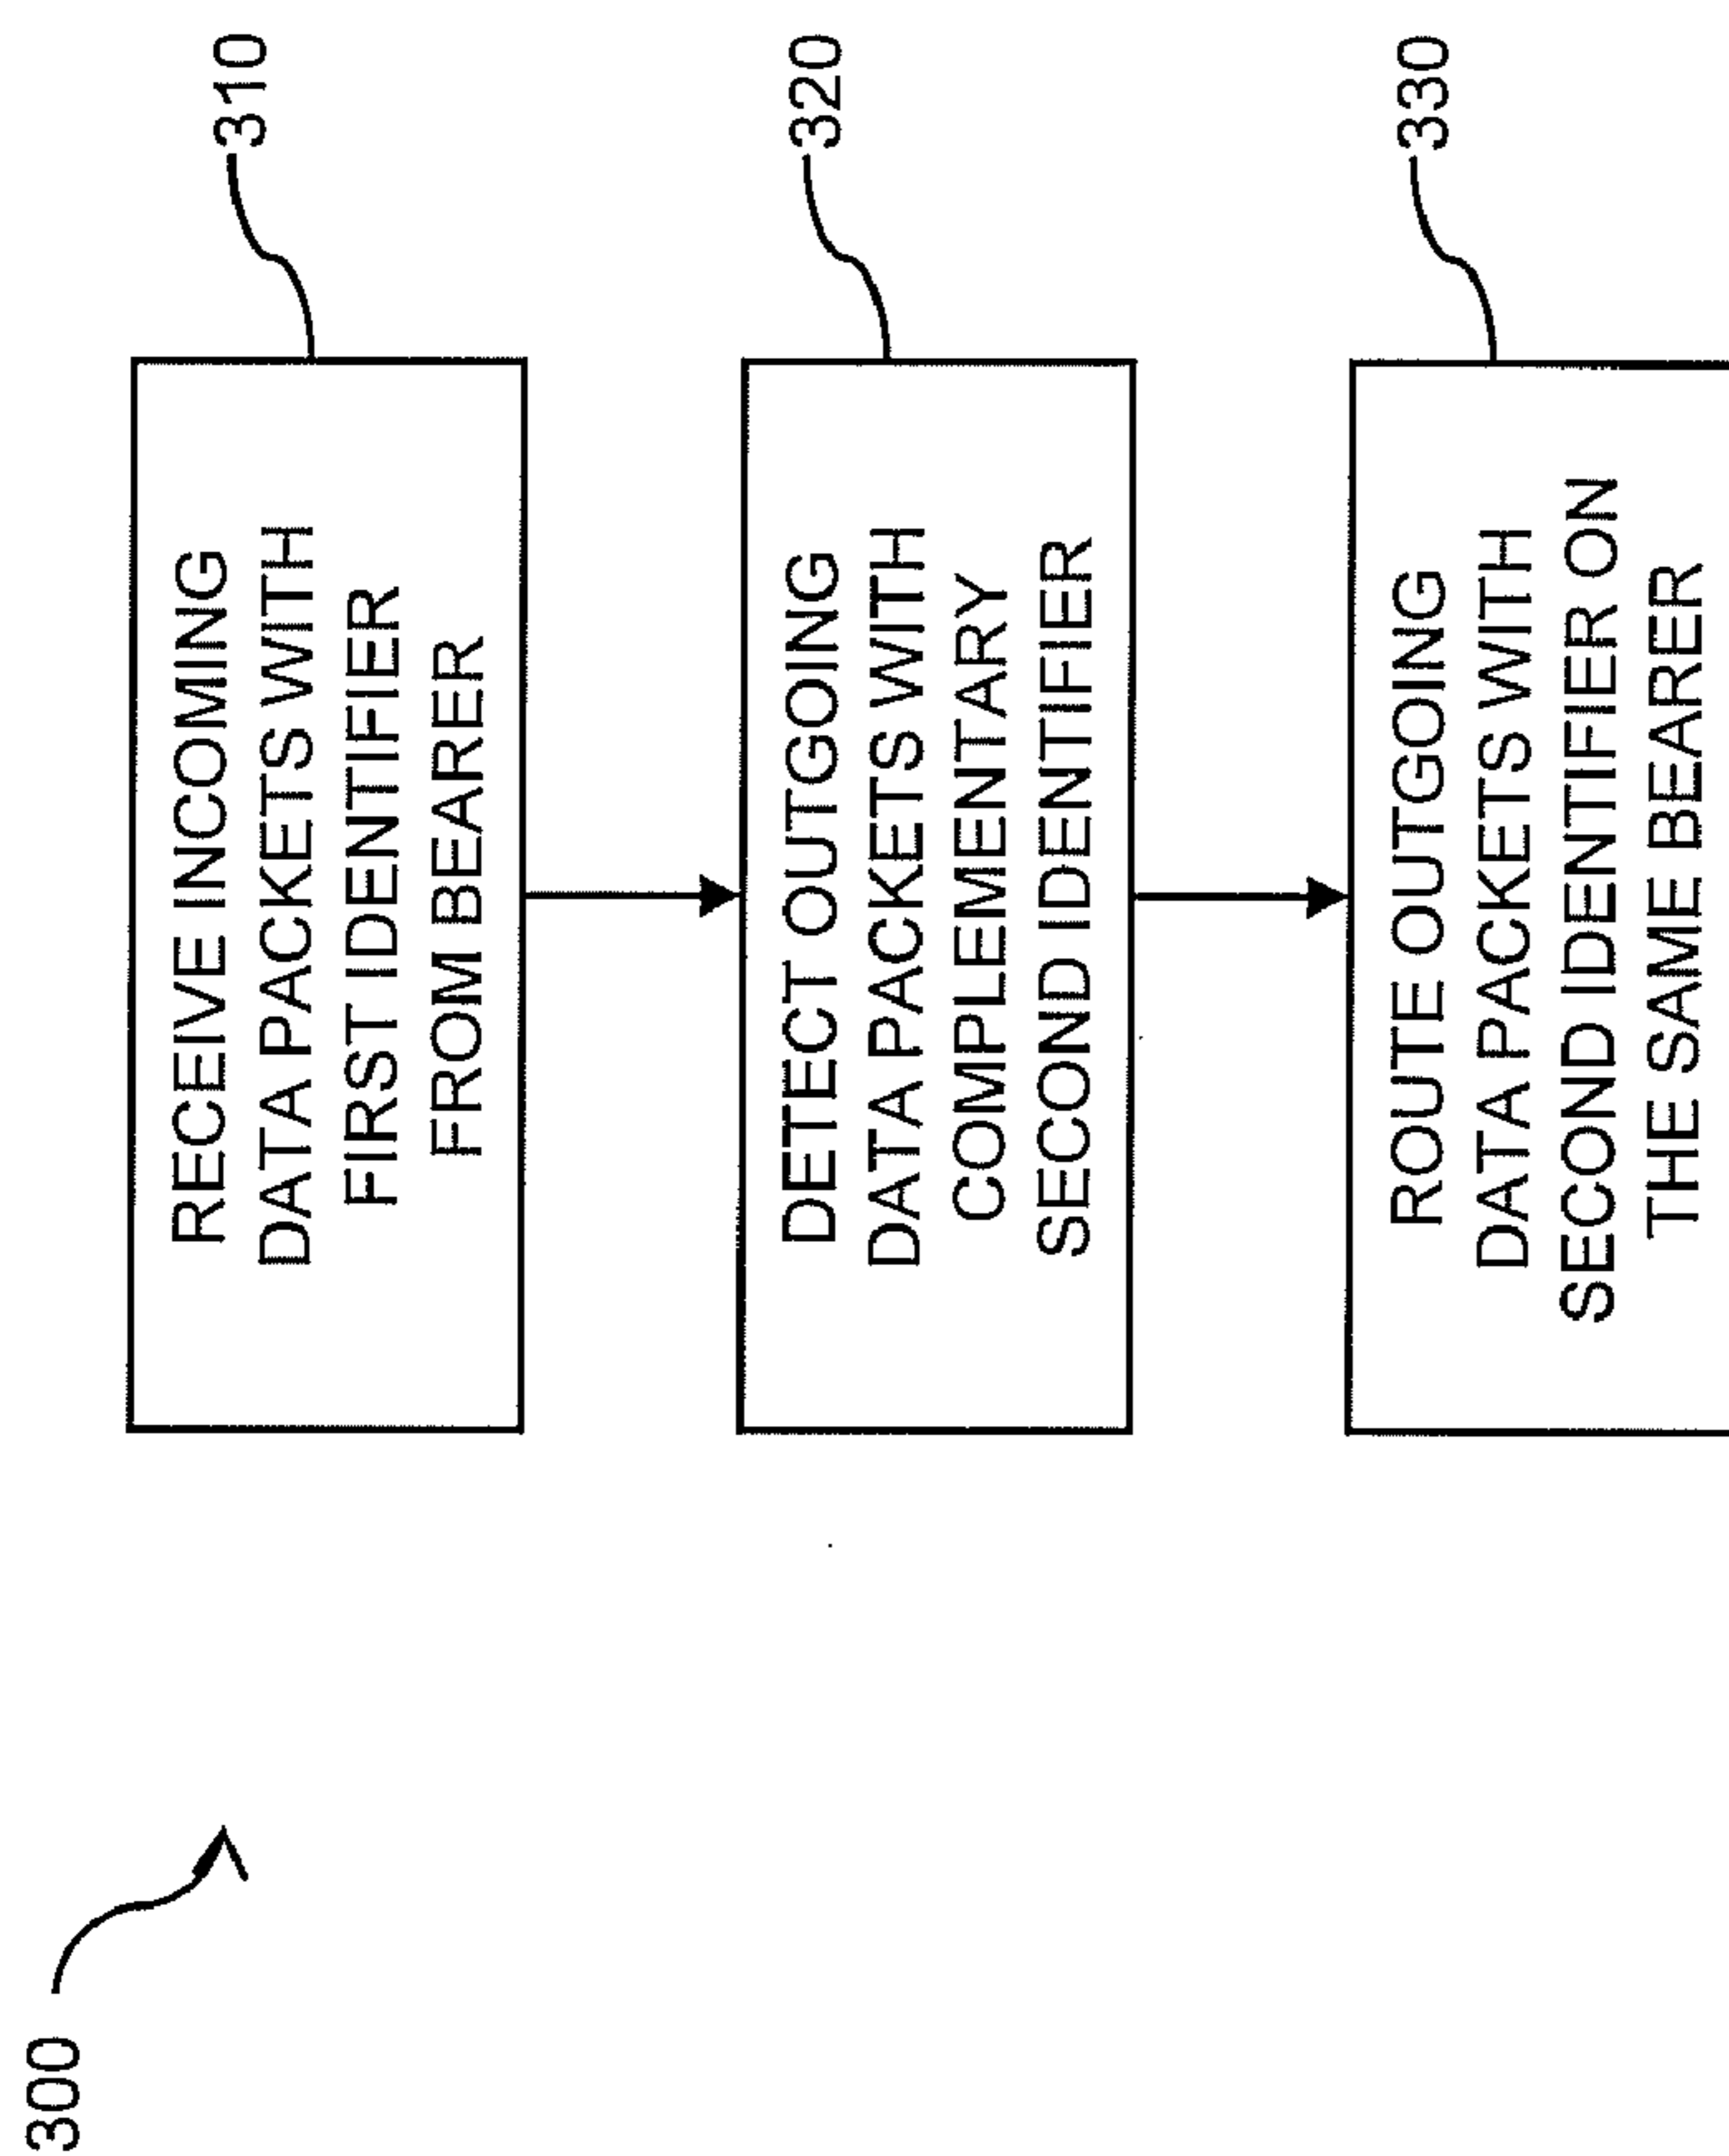 300
RECEIVE INCOMING
DATA PACKETS WITH
FIRST IDENTIFIER
FROM BEARER
310
DETECT OUTGOING
DATA PACKETS WITH
COMPLEMENTARY
SECOND IDENTIFIER
320
ROUTE OUTGOING
DATA PACKETS WITH
SECOND IDENTIFIER ON
THE SAME BEARER
330